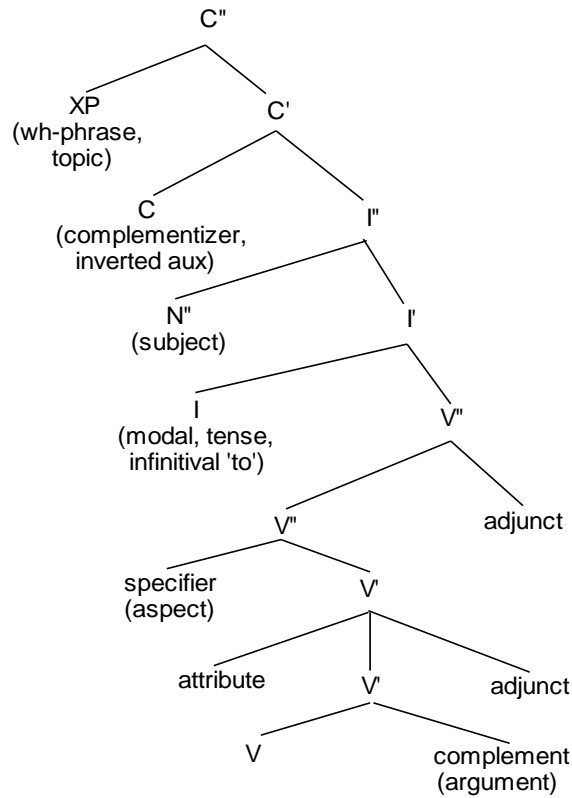 C"
XP
(wh-phrase,
topic)
C'
C
(complementizer,
inverted aux)
I"
N"
(subject)
I'
I
(modal, tense,
infinitival 'to')
V"
V"
adjunct
specifier
(aspect)
V'
attribute
V'
adjunct
V
complement
(argument)